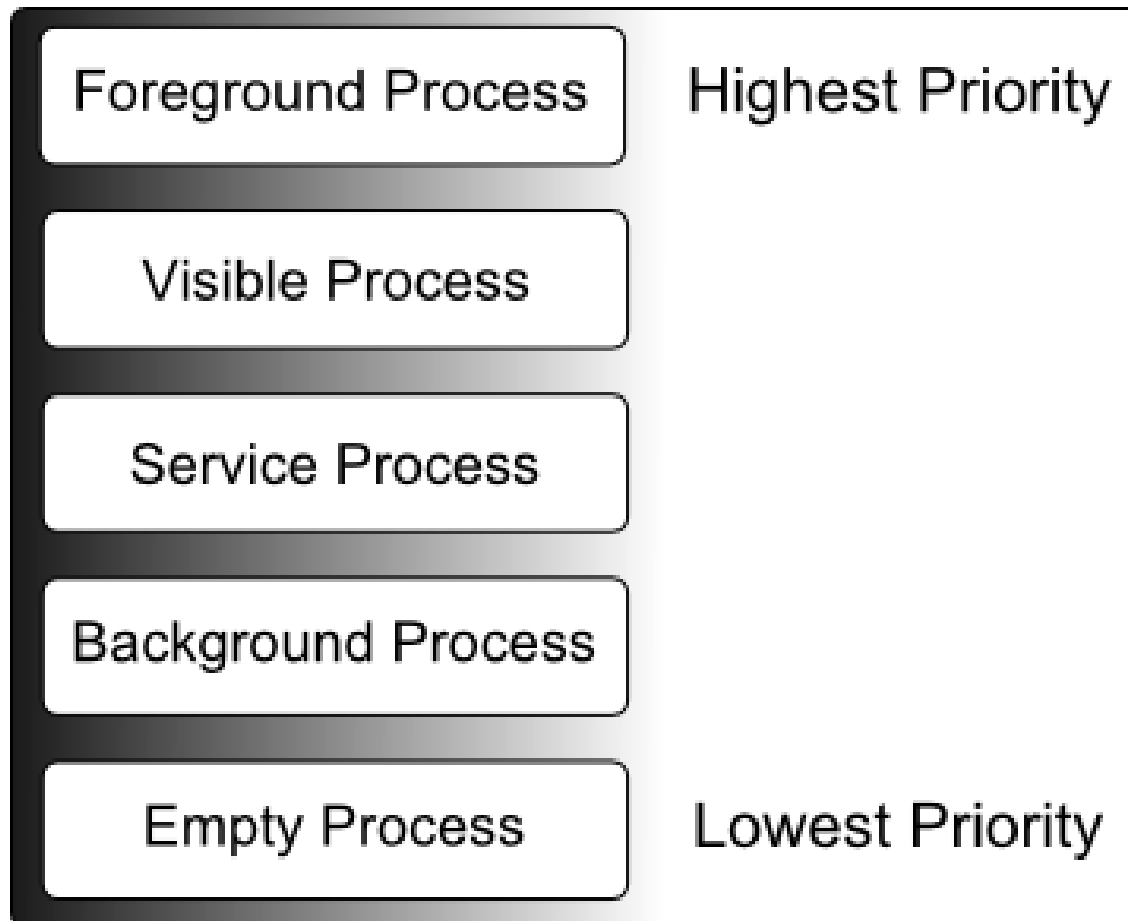 Foreground Process Highest Priority
Visible Process
Service Process
Background Process
Empty Process Lowest Priority